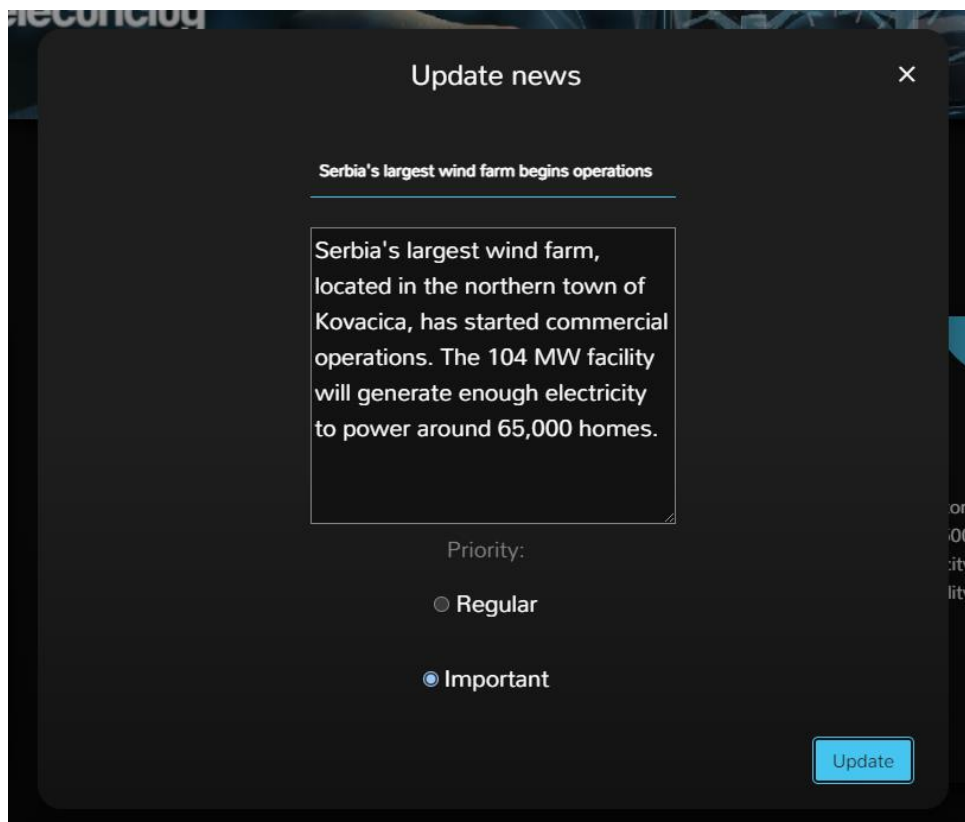 Update news
×
Serbia's largest wind farm begins operations
Serbia's largest wind farm,
located in the northern town of
Kovacica, has started commercial
operations. The 104 MW facility
will generate enough electricity
to power around 65,000 homes.
Priority:
Regular
Important
Update